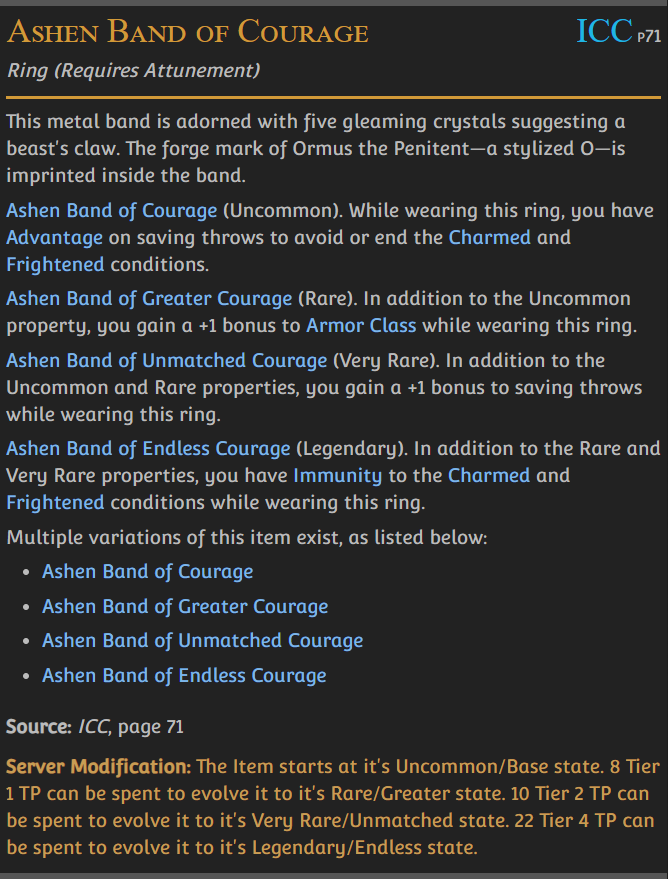 Ashen Band of Courage ICC p71
Ring (Requires Attunement)
This metal band is adorned with five gleaming crystals suggesting a
beast's claw. The forge mark of Ormus the Penitent—a stylized O—is
imprinted inside the band.
Ashen Band of Courage (Uncommon). While wearing this ring, you have
Advantage on saving throws to avoid or end the Charmed and
Frightened conditions.
Ashen Band of Greater Courage (Rare). In addition to the Uncommon
property, you gain a +1 bonus to Armor Class while wearing this ring.
Ashen Band of Unmatched Courage (Very Rare). In addition to the
Uncommon and Rare properties, you gain a +1 bonus to saving throws
while wearing this ring.
Ashen Band of Endless Courage (Legendary). In addition to the Rare and
Very Rare properties, you have Immunity to the Charmed and
Frightened conditions while wearing this ring.
Multiple variations of this item exist, as listed below:
• Ashen Band of Courage
• Ashen Band of Greater Courage
• Ashen Band of Unmatched Courage
• Ashen Band of Endless Courage
Source: ICC, page 71
Server Modification: The Item starts at it's Uncommon/Base state. 8 Tier
1 TP can be spent to evolve it to it's Rare/Greater state. 10 Tier 2 TP can
be spent to evolve it to it's Very Rare/Unmatched state. 22 Tier 4 TP can
be spent to evolve it to it's Legendary/Endless state.